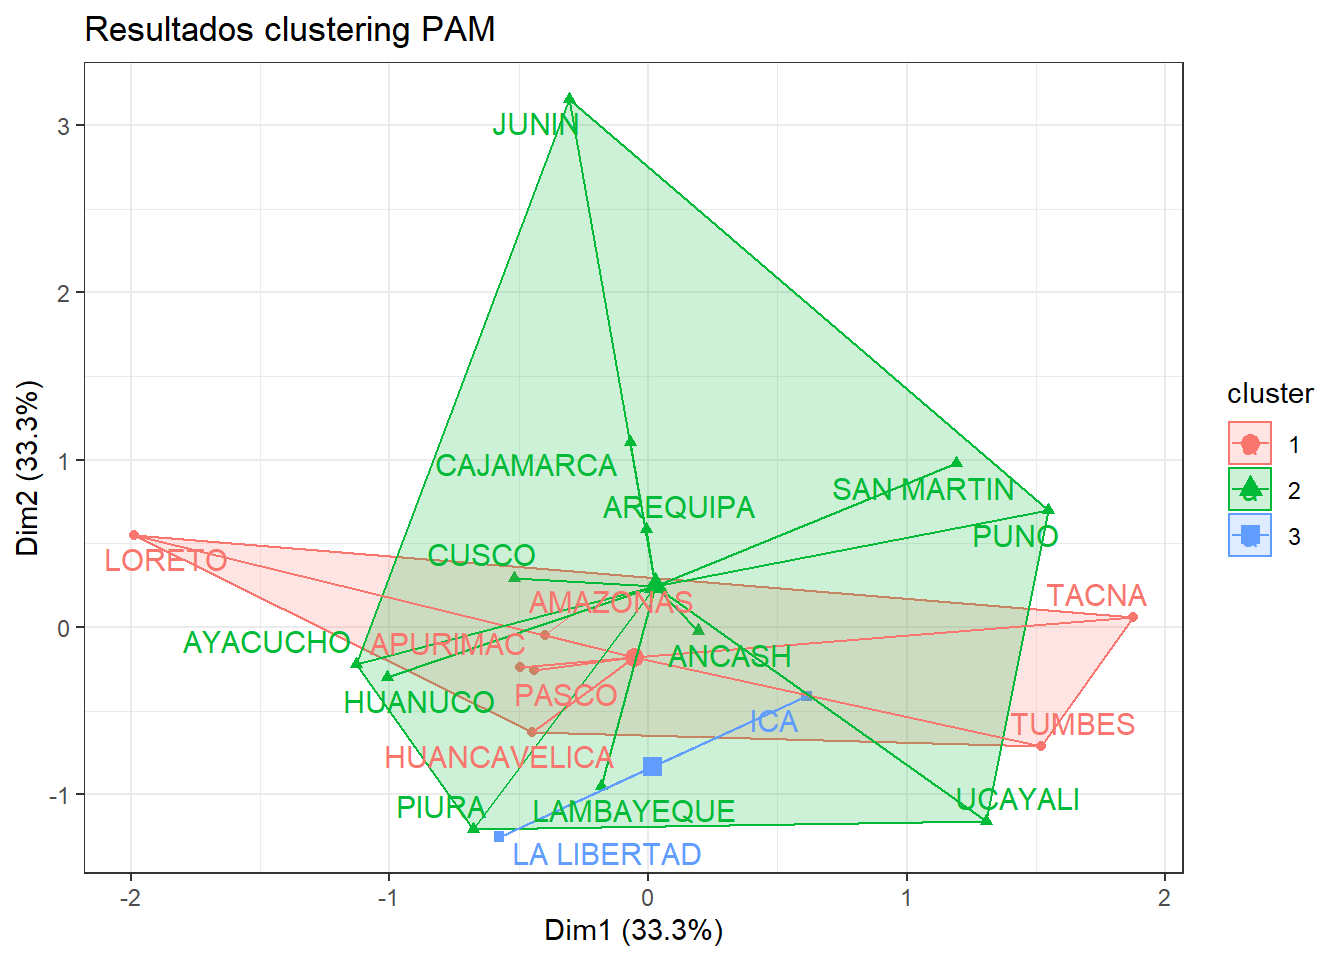 Resultados clustering PAM
JUNIN
CAJAMARCA
SAN MARTIN
AREQUIPA
PUNO
CUSCO
LORETO
AMAZONAS
TACNA
AYACUCHO
APURIMAC
ANCASH
PASCO
HUANUCO
ICA
TUMBES
HUANCAVELICA
PIURA
LAMBAYEQUE
UCAYALI
LA LIBERTAD
3
2
1
0
-1
Dim2 (33.3%)
-2
-1
0
1
2
Dim1 (33.3%)
cluster
a 1
a 2
a 3